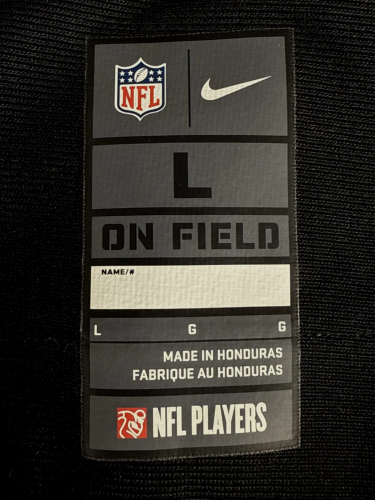 NFL
L
ON FIELD
NAME/#
L G G
MADE IN HONDURAS
FABRIQUE AU HONDURAS
NFL PLAYERS